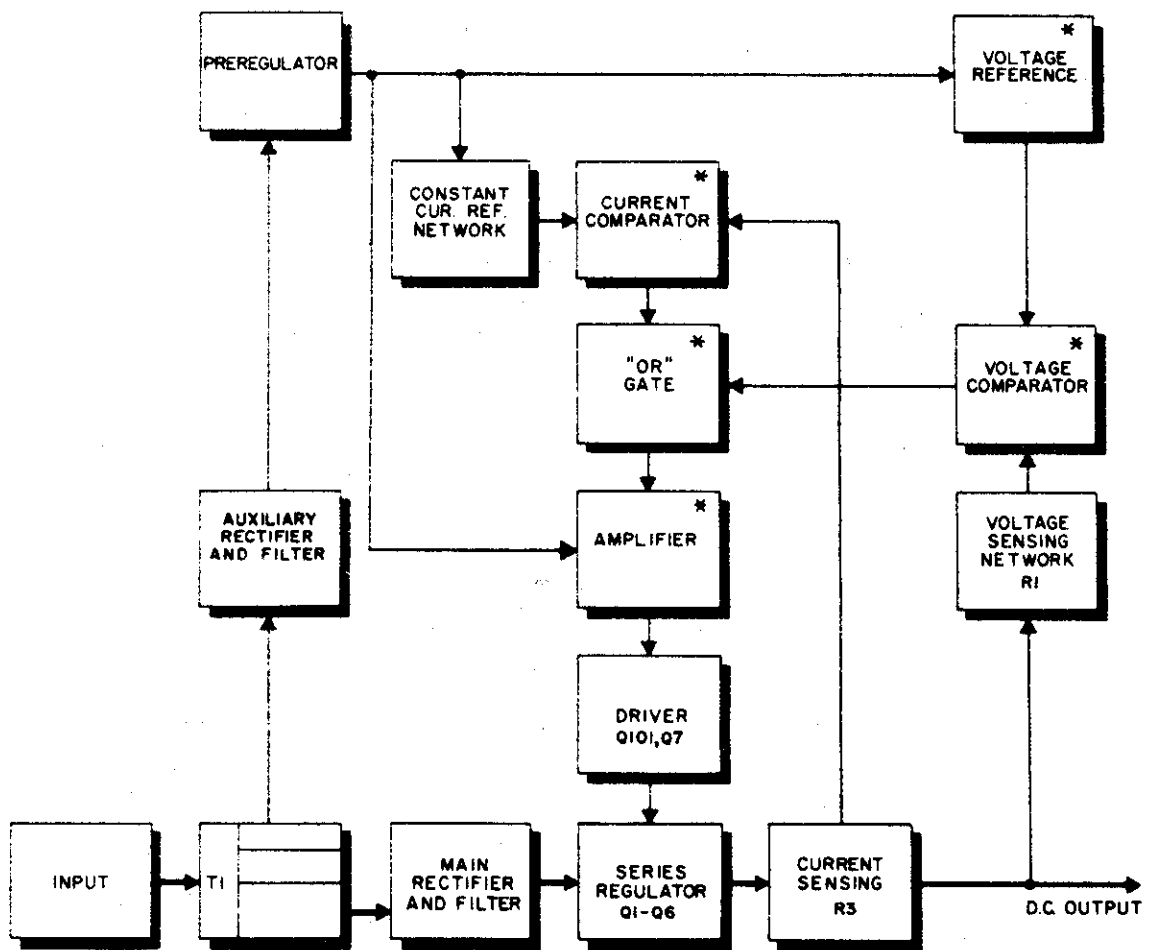 PREREGULATOR
*
VOLTAGE
REFERENCE
CONSTANT
CUR. REF.
NETWORK
*
CURRENT
COMPARATOR
*
"OR"
GATE
*
VOLTAGE
COMPARATOR
AUXILIARY
RECTIFIER
AND FILTER
*
AMPLIFIER
VOLTAGE
SENSING
NETWORK
R1
DRIVER
Q101,Q7
INPUT
T1
MAIN
RECTIFIER
AND FILTER
SERIES
REGULATOR
Q1-Q6
CURRENT
SENSING
R3
D.C. OUTPUT